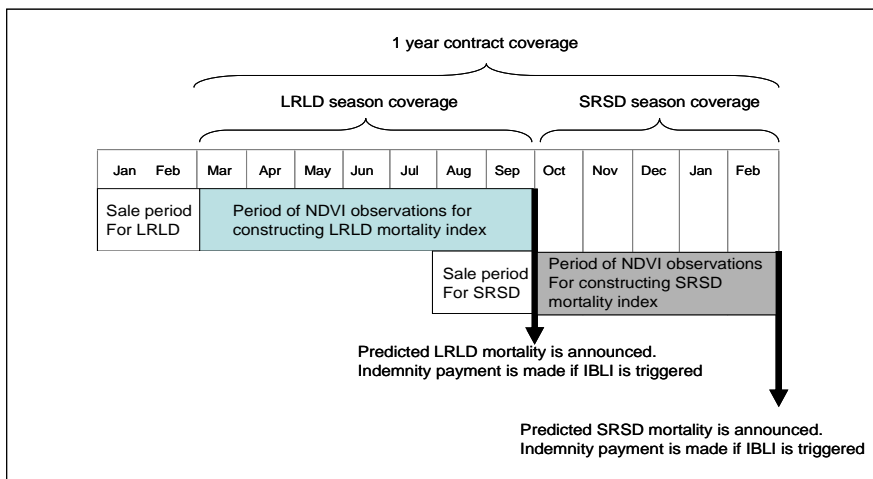 1 year contract coverage
LRLD season coverage
SRSD season coverage
Jan Feb Mar Apr May Jun Jul Aug Sep Oct Nov Dec Jan Feb
Sale period
For LRLD
Period of NDVI observations for
constructing LRLD mortality index
Sale period
For SRSD
Period of NDVI observations
For constructing SRSD
mortality index
Predicted LRLD mortality is announced.
Indemnity payment is made if IBLI is triggered
Predicted SRSD mortality is announced.
Indemnity payment is made if IBLI is triggered